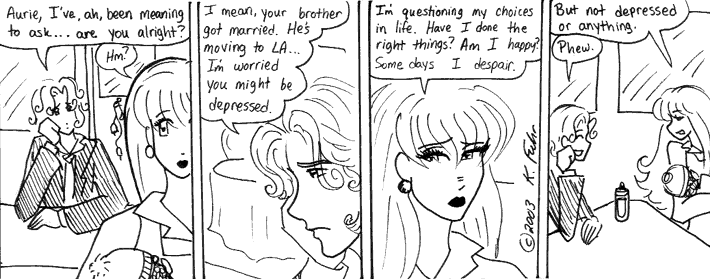 Aurie, I've, ah, been meaning
to ask... are you alright?
Hm?
I mean, your brother
got married. He's
moving to LA...
I'm worried
you might be
depressed.
I'm questioning my choices
in life. Have I done the
right things? Am I happy?
Some days I despair.
©2003 K. Feehr
But not depressed
or anything.
Phew.